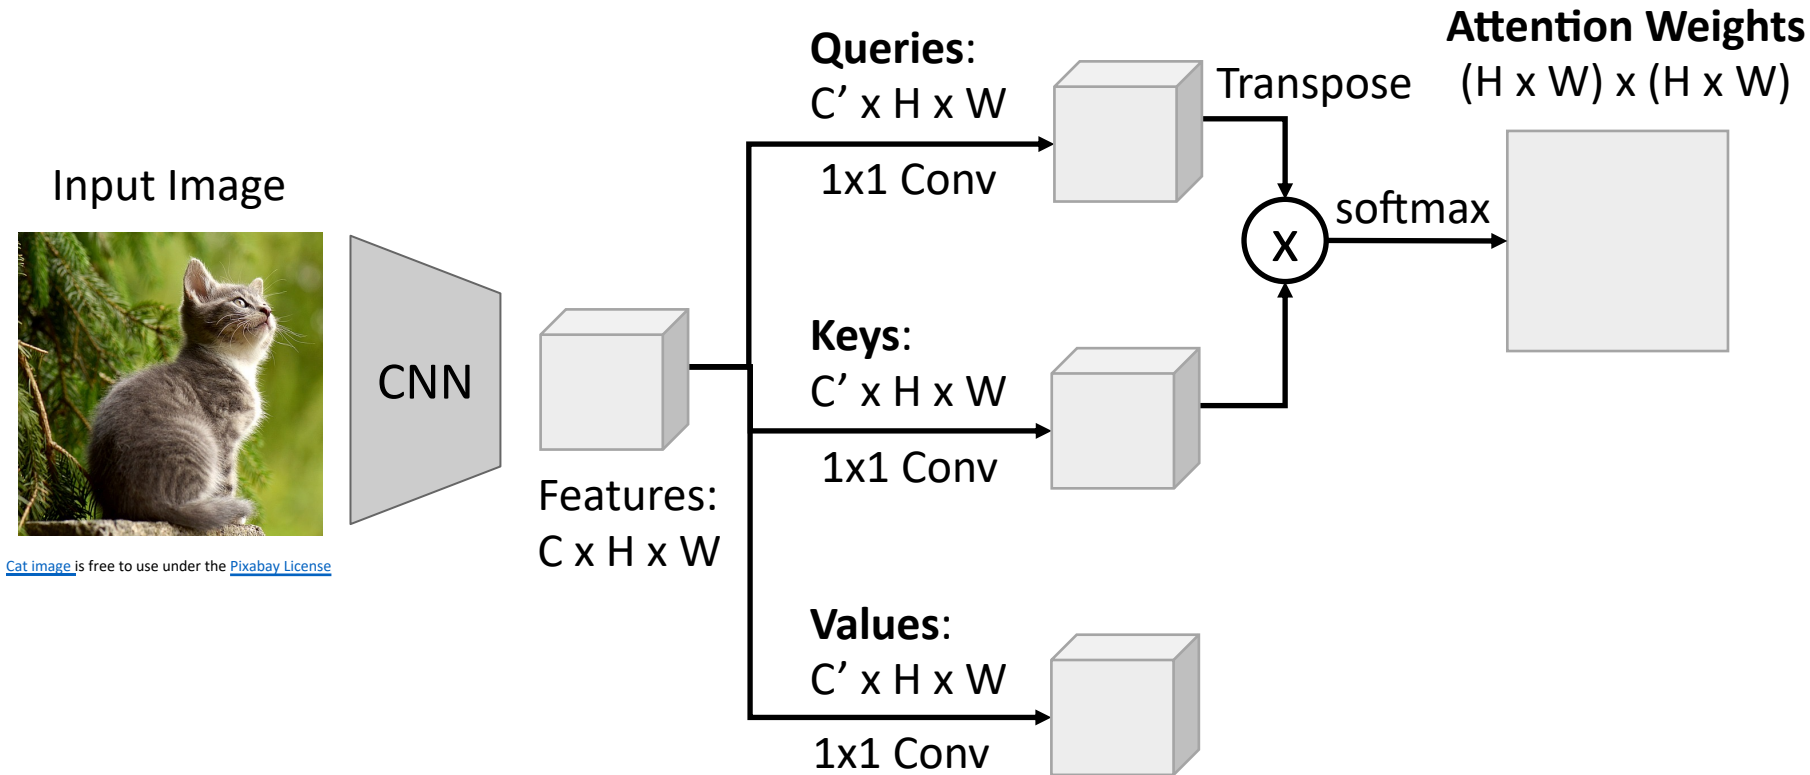 Input Image
Cat image is free to use under the Pixabay License
CNN
Features:
C x H x W
Queries:
C’ x H x W
1x1 Conv
Keys:
C’ x H x W
1x1 Conv
Values:
C’ x H x W
1x1 Conv
Transpose
x
softmax
Attention Weights
(H x W) x (H x W)